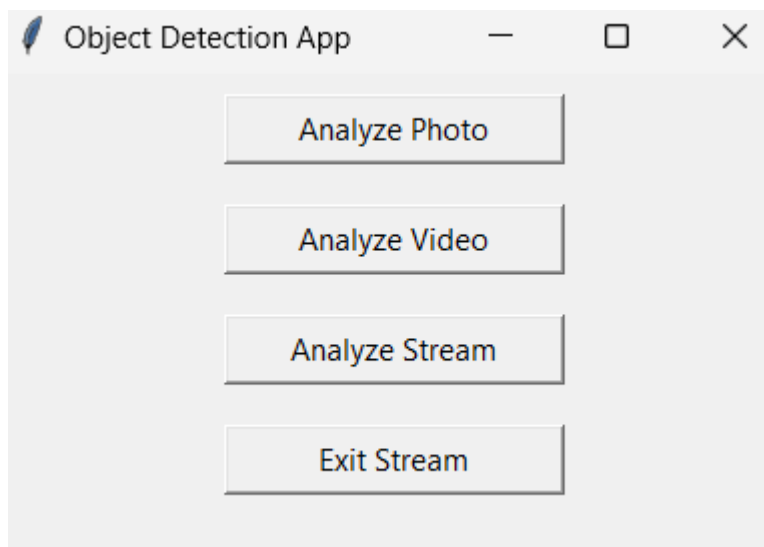 Object Detection App
Analyze Photo
Analyze Video
Analyze Stream
Exit Stream